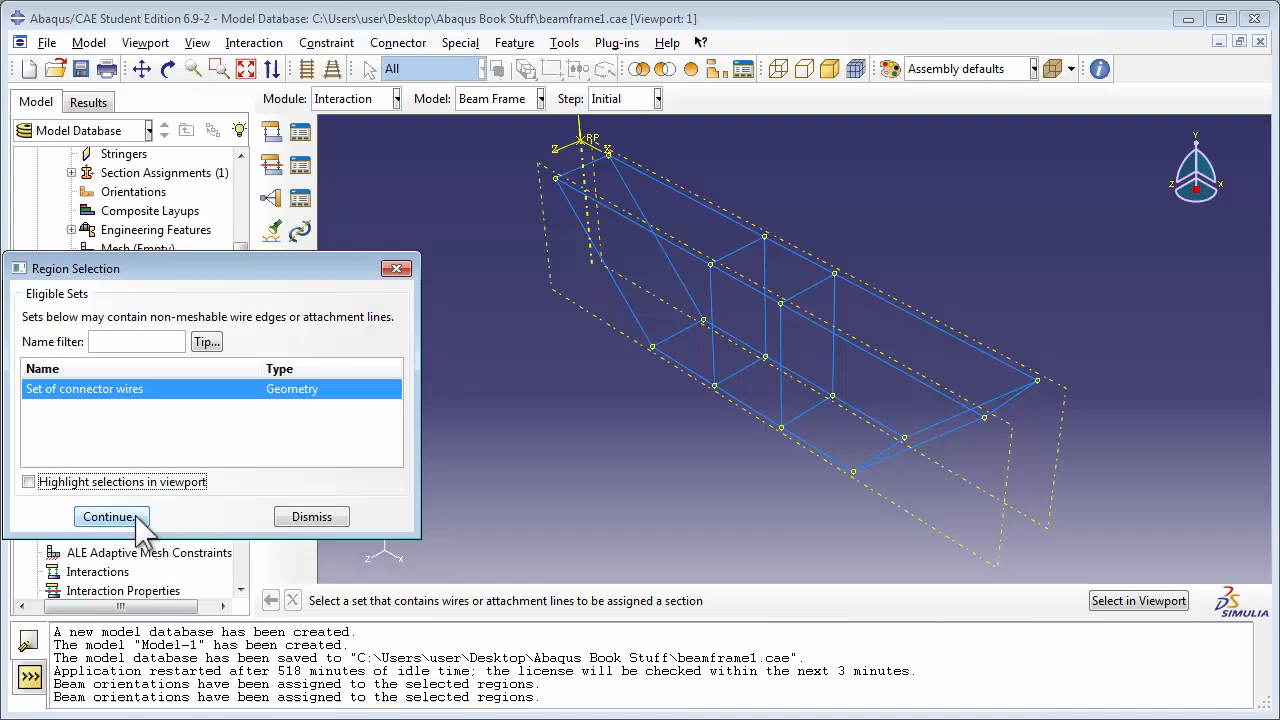 Abaqus/CAE Student Edition 6.9-2 - Model Database: C:\Users\user\Desktop\Abaqus Book Stuff\beamframe1.cae [Viewport: 1]
File Model Viewport View Interaction Constraint Connector Special Feature Tools Plug-ins Help
All
Assembly defaults
Model Results
Module: Interaction Model: Beam Frame Step: Initial
Model Database
Stringers
Section Assignments (1)
Orientations
Composite Layups
Engineering Features
Mesh (Empty)
Region Selection
Eligible Sets
Sets below may contain non-meshable wire edges or attachment lines.
Name filter: Tip...
Name Type
Set of connector wires Geometry
Highlight selections in viewport
Continue... Dismiss
ALE Adaptive Mesh Constraints
Interactions
Interaction Properties
RP
Z X
Y
Z X
Z X
Select a set that contains wires or attachment lines to be assigned a section
Select in Viewport
SIMULIA
A new model database has been created.
The model "Model-1" has been created.
The model database has been saved to "C:\Users\user\Desktop\Abaqus Book Stuff\beamframe1.cae".
Application restarted after 518 minutes of idle time, the license will be checked within the next 3 minutes.
Beam orientations have been assigned to the selected regions.
Beam orientations have been assigned to the selected regions.
>>>